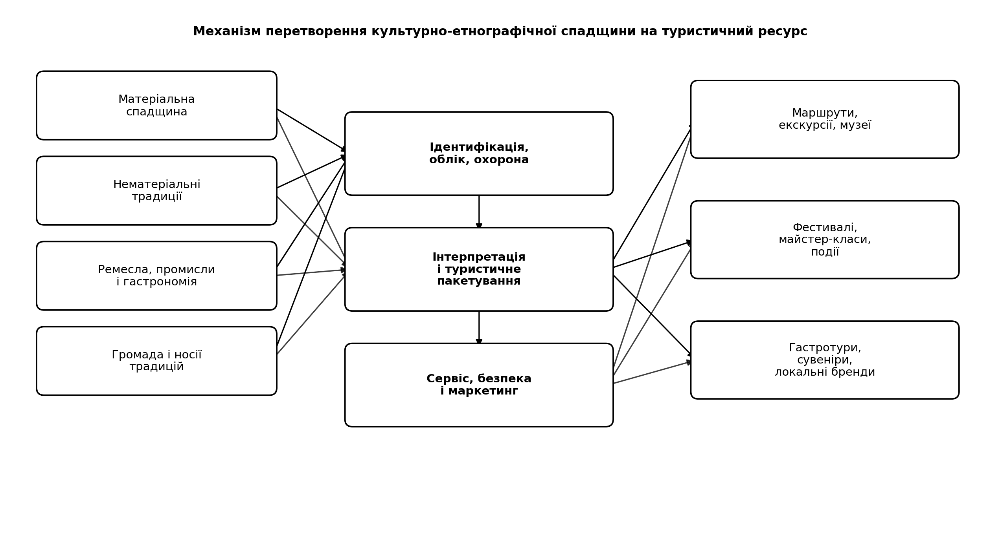 Механізм перетворення культурно-етнографічної спадщини на туристичний ресурс
Матеріальна
спадщина
Нематеріальні
традиції
Ремесла, промисли
і гастрономія
Громада і носії
традицій
Ідентифікація,
облік, охорона
Інтерпретація
і туристичне
пакетування
Сервіс, безпека
і маркетинг
Маршрути,
екскурсії, музеї
Фестивалі,
майстер-класи,
події
Гастротури,
сувеніри,
локальні бренди